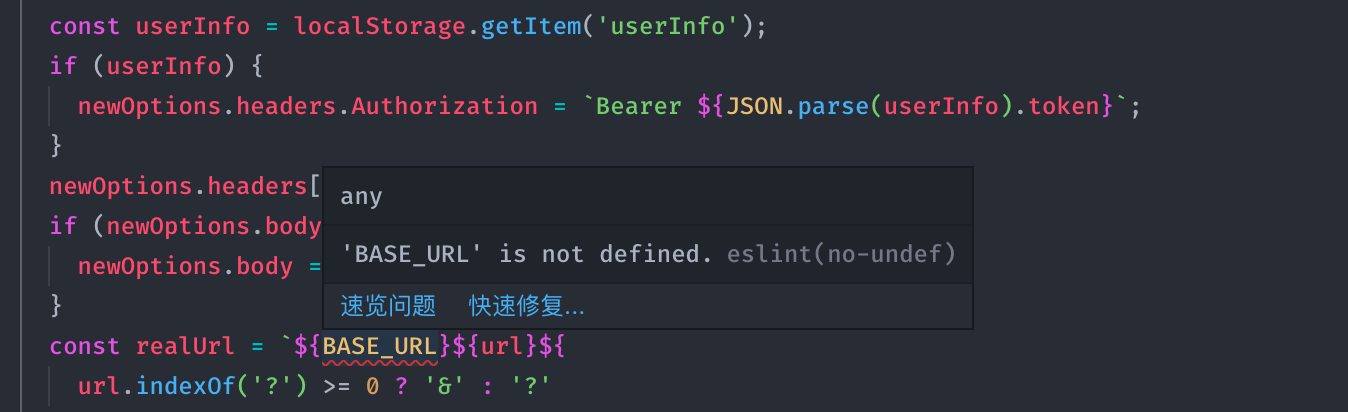 const userInfo = localStorage.getItem('userInfo');
if (userInfo) {
newOptions.headers.Authorization = `Bearer ${JSON.parse(userInfo).token}`;
}
newOptions.headers[
any
if (newOptions.body
'BASE_URL' is not defined. eslint(no-undef)
newOptions.body =
}
速览问题 快速修复...
const realUrl = `${BASE_URL}${url}${
url.indexOf('?') >= 0 ? '&' : '?'